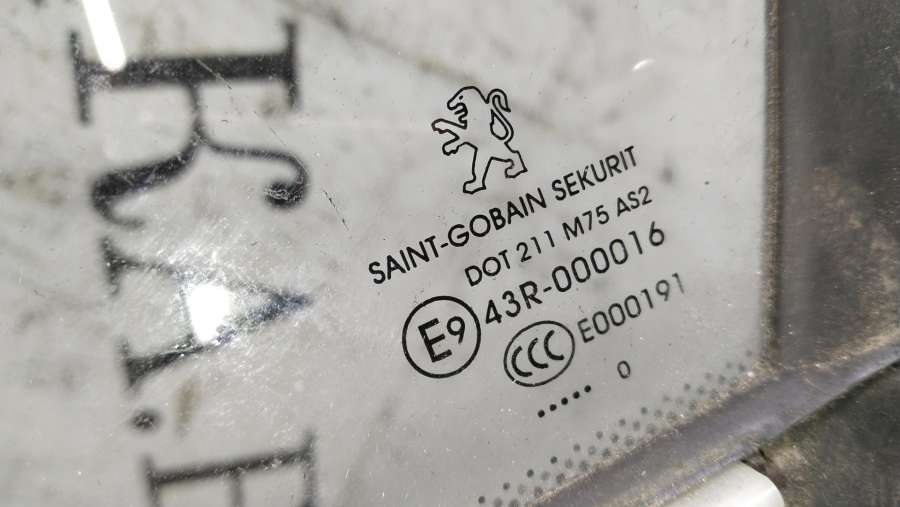 SAINT-GOBAIN SEKURIT
DOT 211 M75 AS2
E9 43R-000016
CCC E000191
..... 0